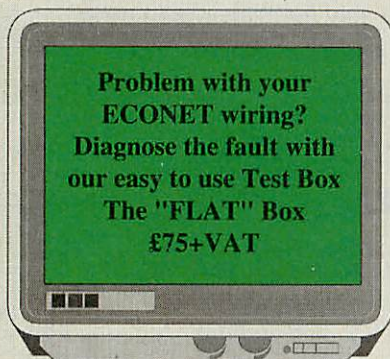 Problem with your
ECONET wiring?
Diagnose the fault with
our easy to use Test Box
The "FLAT" Box
£75+VAT